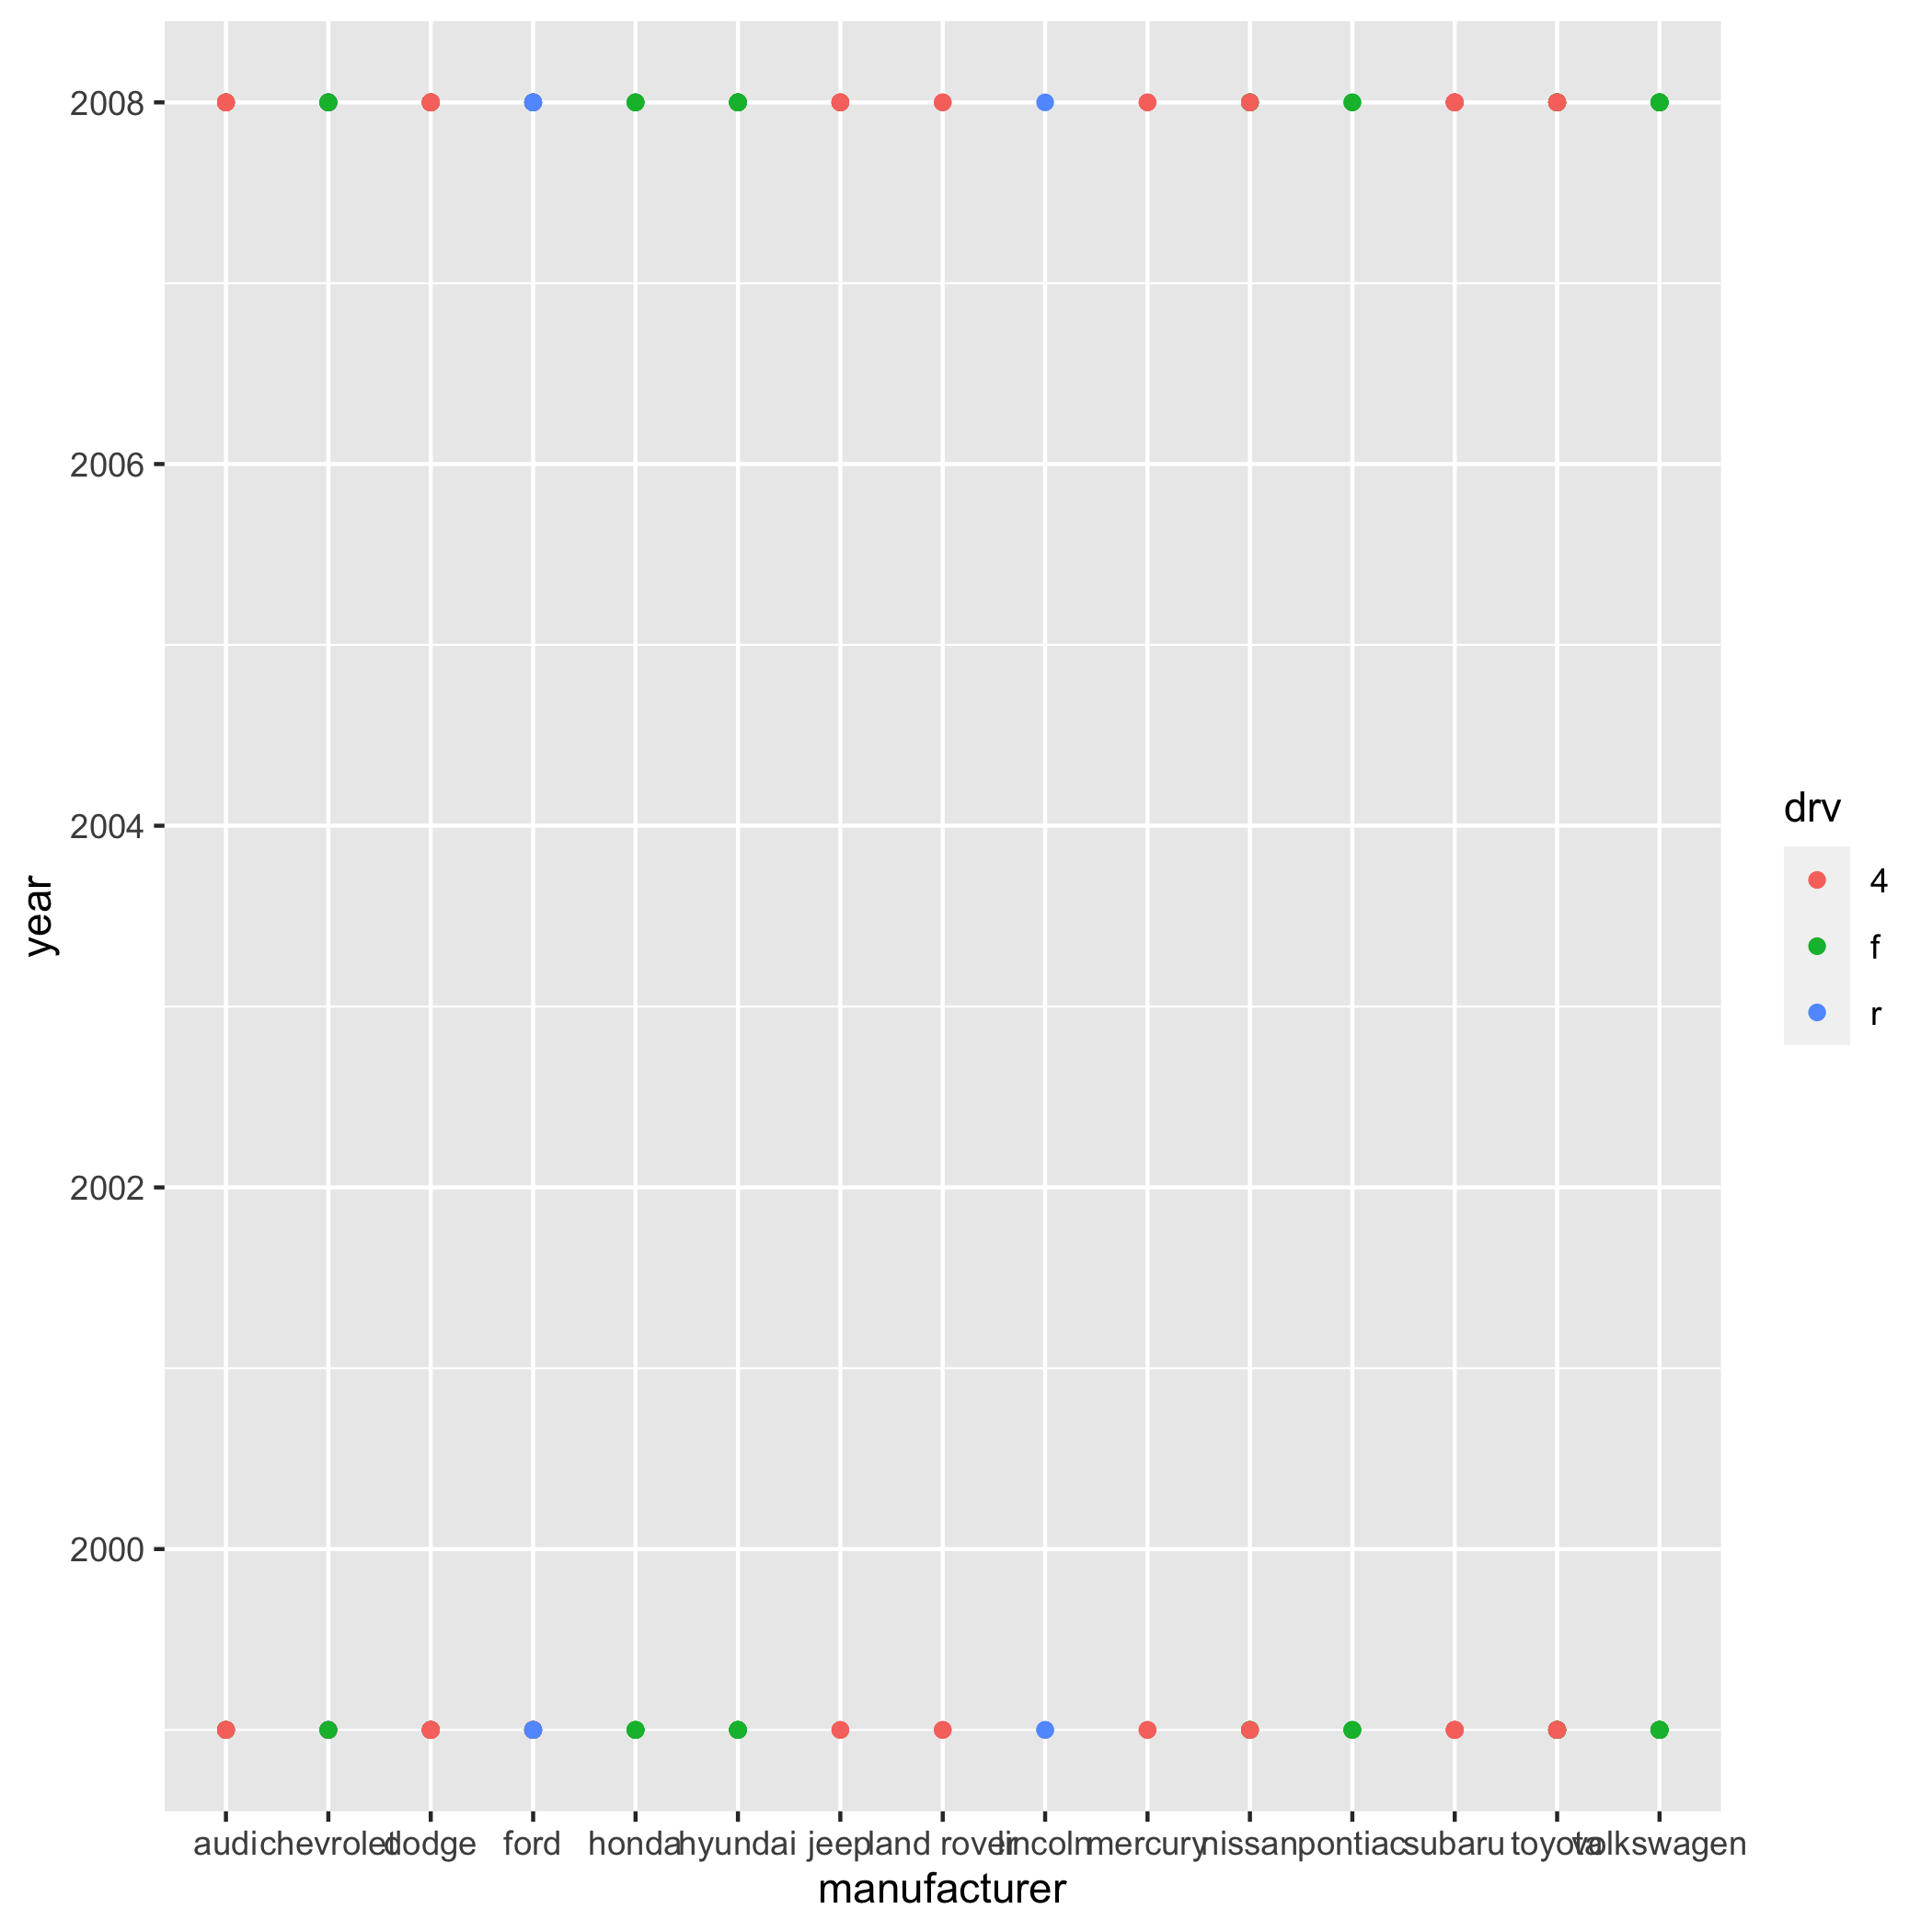 2008
2006
2004
2002
2000
year
audi chevrolet dodge ford honda hyundai jeep land rover lincoln mercury nissan pontiac subaru toyota volkswagen
manufacturer
drv
4
f
r